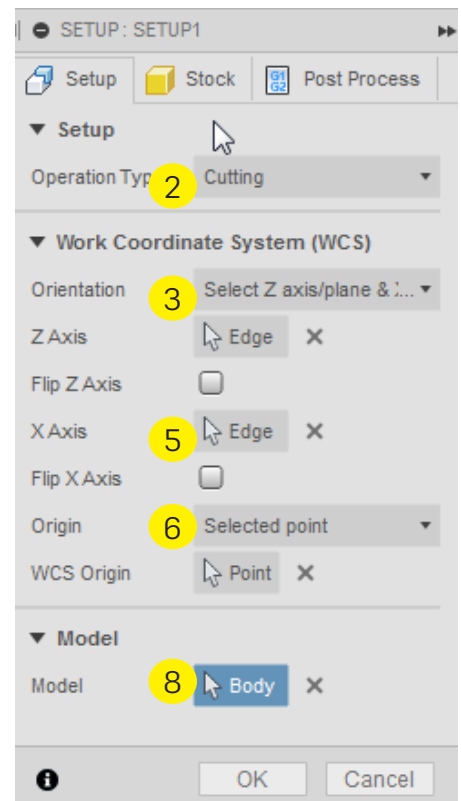 SETUP: SETUP1
Setup Stock G1 G2 Post Process
Setup
Operation Typ 2 Cutting
Work Coordinate System (WCS)
Orientation 3 Select Z axis/plane & X...
Z Axis Edge
Flip Z Axis
X Axis 5 Edge
Flip X Axis
Origin 6 Selected point
WCS Origin Point
Model
Model 8 Body
OK Cancel